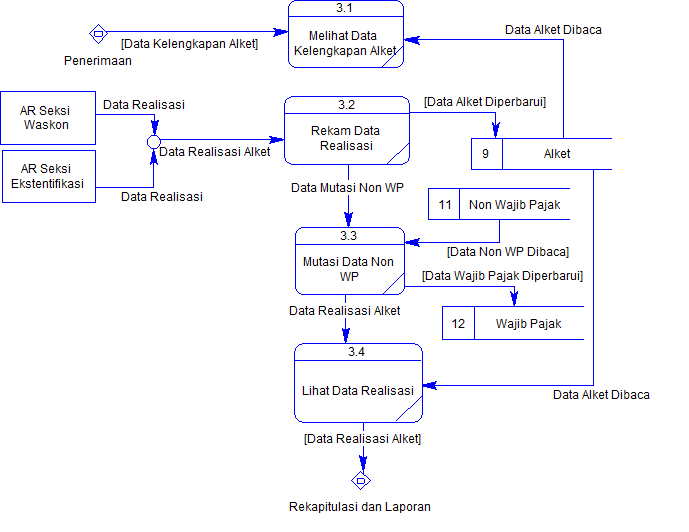 3.1
Melihat Data
Kelengkapan Alket
[Data Kelengkapan Alket]
Penerimaan
Data Alket Dibaca
AR Seksi
Waskon
Data Realisasi
AR Seksi
Ekstentifikasi
Data Realisasi
Data Realisasi Alket
3.2
Rekam Data
Realisasi
[Data Alket Diperbarui]
9
Alket
Data Mutasi Non WP
11
Non Wajib Pajak
3.3
Mutasi Data Non
WP
[Data Non WP Dibaca]
[Data Wajib Pajak Diperbarui]
Data Realisasi Alket
12
Wajib Pajak
3.4
Lihat Data Realisasi
Data Alket Dibaca
[Data Realisasi Alket]
Rekapitulasi dan Laporan